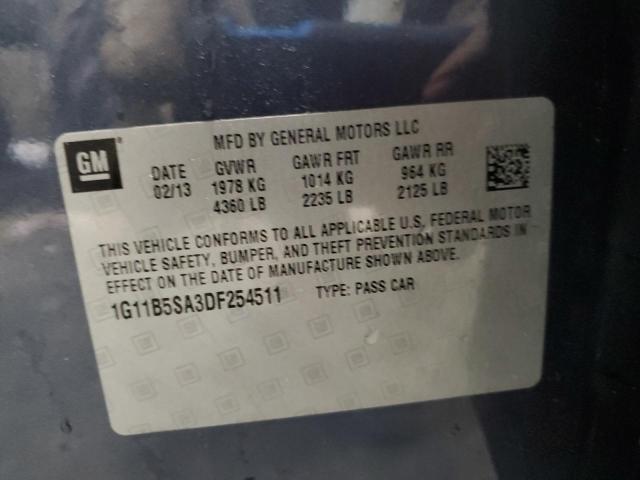 GM
MFD BY GENERAL MOTORS LLC
DATE GVWR GAWR FRT GAWR RR
02/13 1978 KG 1014 KG 964 KG
4360 LB 2235 LB 2125 LB
THIS VEHICLE CONFORMS TO ALL APPLICABLE U.S. FEDERAL MOTOR
VEHICLE SAFETY, BUMPER, AND THEFT PREVENTION STANDARDS IN
EFFECT ON THE DATE OF MANUFACTURE SHOWN ABOVE.
1G11B5SA3DF254511 TYPE: PASS CAR